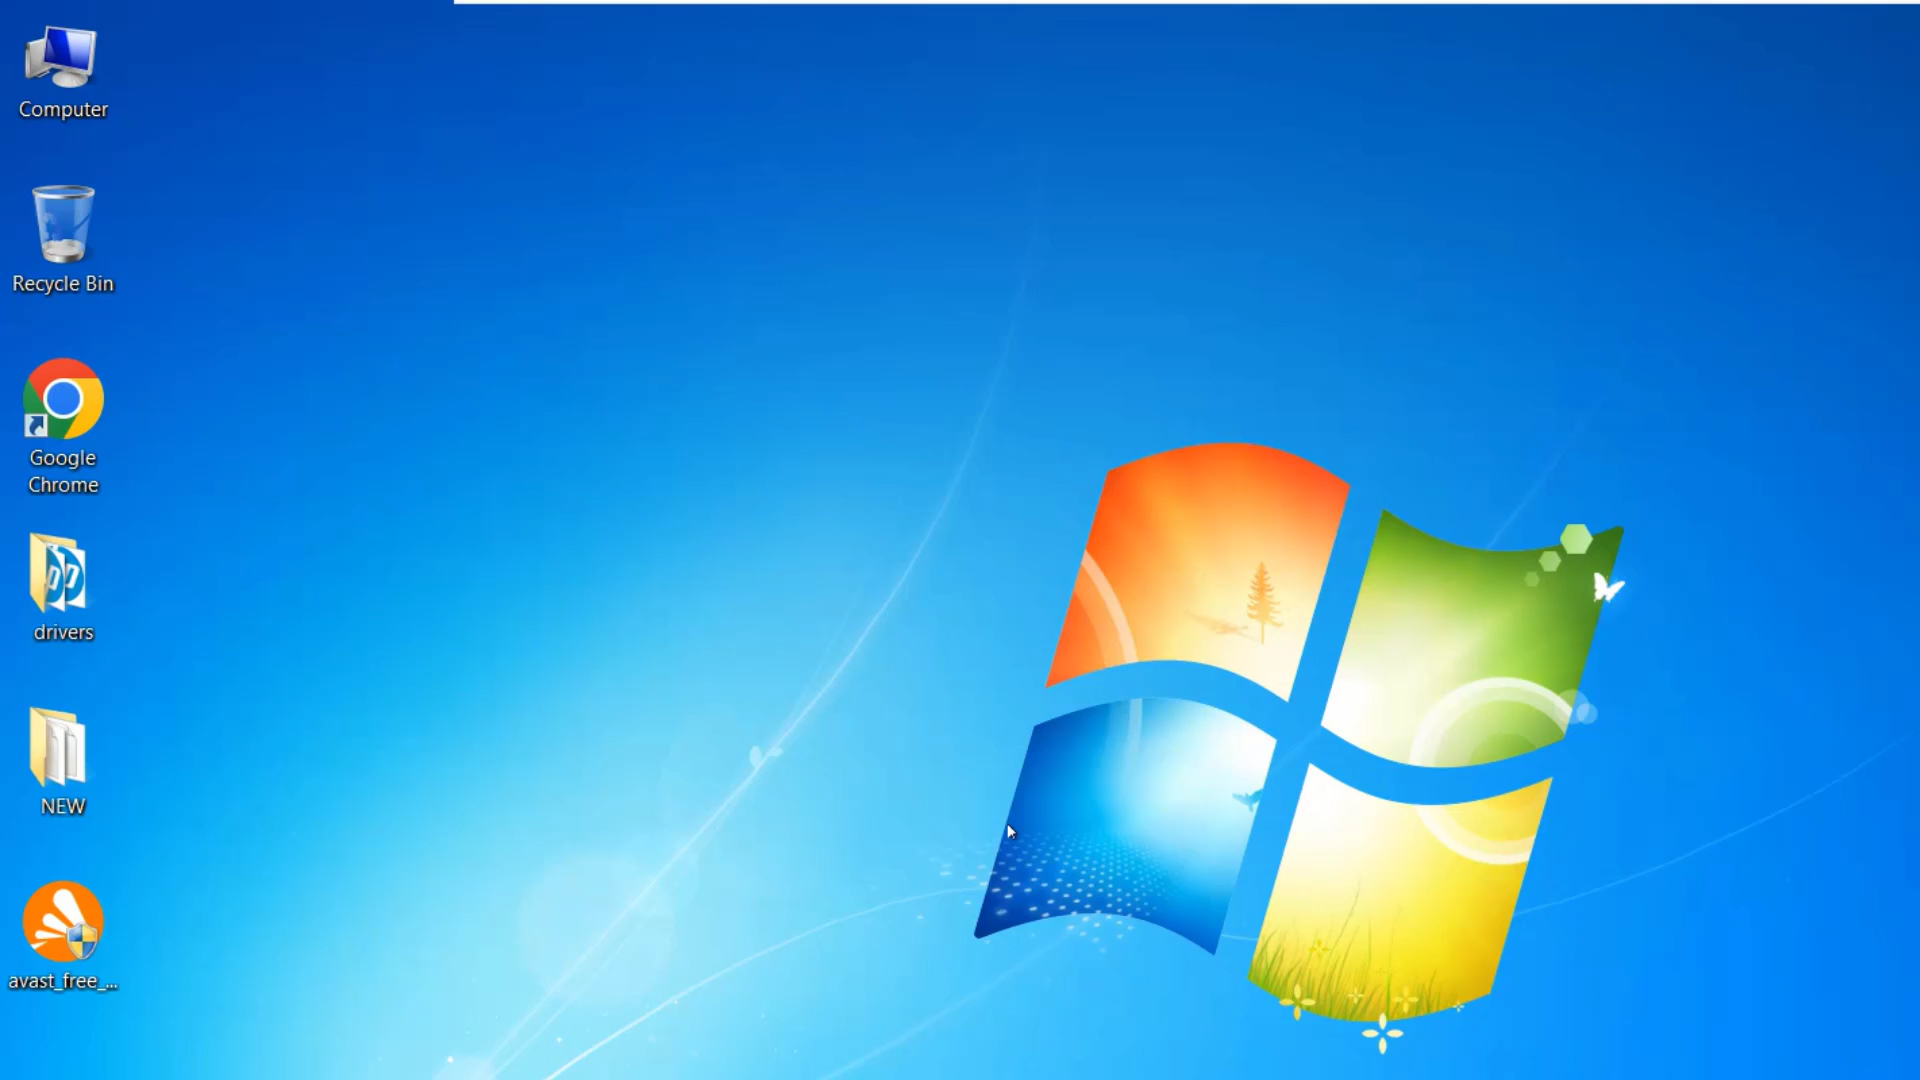 Computer
Recycle Bin
Google
Chrome
drivers
NEW
avast_free_...